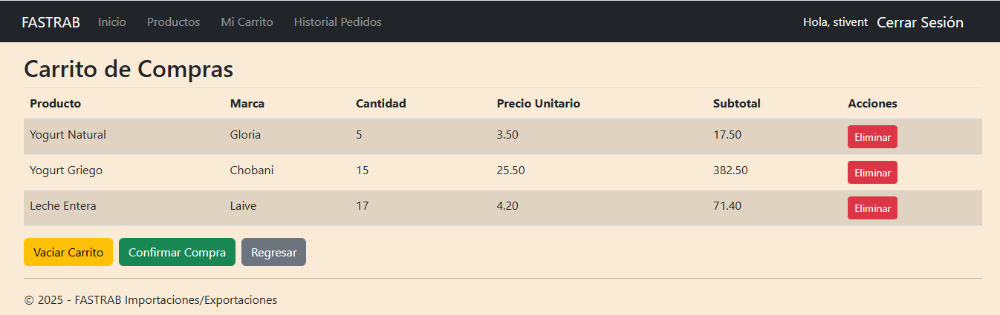 FASTRAB Inicio Productos Mi Carrito Historial Pedidos Hola, stivent Cerrar Sesión
Carrito de Compras
Producto Marca Cantidad Precio Unitario Subtotal Acciones
Yogurt Natural Gloria 5 3.50 17.50 Eliminar
Yogurt Griego Chobani 15 25.50 382.50 Eliminar
Leche Entera Laive 17 4.20 71.40 Eliminar
Vaciar Carrito Confirmar Compra Regresar
© 2025 - FASTRAB Importaciones/Exportaciones